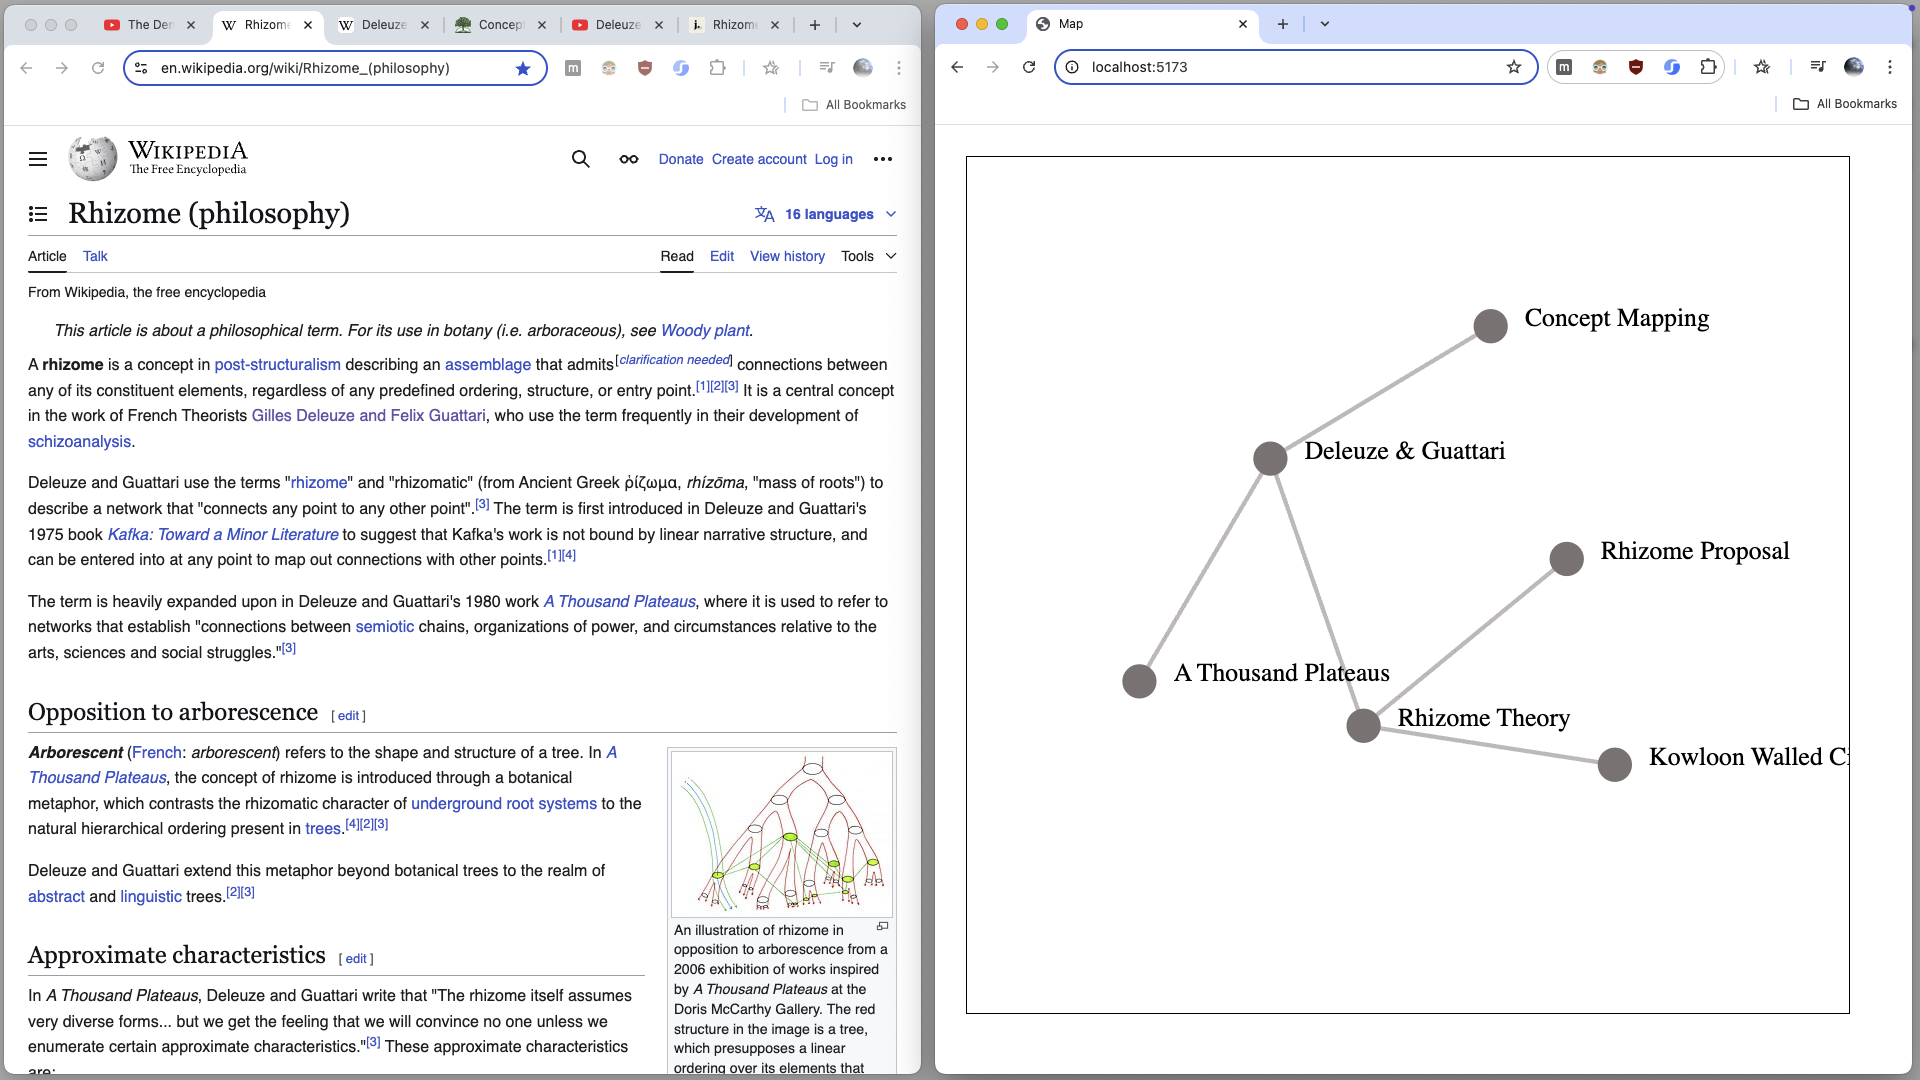 The Der
Rhizome
Deleuze
Concep
Deleuze
Rhizom
en.wikipedia.org/wiki/Rhizome_(philosophy)
All Bookmarks
WIKIPEDIA
The Free Encyclopedia
Donate Create account Log in
Rhizome (philosophy)
16 languages
Article Talk Read Edit View history Tools
From Wikipedia, the free encyclopedia
This article is about a philosophical term. For its use in botany (i.e. arboraceous), see Woody plant.
A rhizome is a concept in post-structuralism describing an assemblage that admits[clarification needed] connections between
any of its constituent elements, regardless of any predefined ordering, structure, or entry point.[1][2][3] It is a central concept
in the work of French Theorists Gilles Deleuze and Felix Guattari, who use the term frequently in their development of
schizoanalysis.
Deleuze and Guattari use the terms "rhizome" and "rhizomatic" (from Ancient Greek ῥίζωμα, rhízōma, "mass of roots") to
describe a network that "connects any point to any other point".[3] The term is first introduced in Deleuze and Guattari's
1975 book Kafka: Toward a Minor Literature to suggest that Kafka's work is not bound by linear narrative structure, and
can be entered into at any point to map out connections with other points.[1][4]
The term is heavily expanded upon in Deleuze and Guattari's 1980 work A Thousand Plateaus, where it is used to refer to
networks that establish "connections between semiotic chains, organizations of power, and circumstances relative to the
arts, sciences and social struggles."[3]
Opposition to arborescence [ edit ]
Arborescent (French: arborescent) refers to the shape and structure of a tree. In A
Thousand Plateaus, the concept of rhizome is introduced through a botanical
metaphor, which contrasts the rhizomatic character of underground root systems to the
natural hierarchical ordering present in trees.[4][2][3]
Deleuze and Guattari extend this metaphor beyond botanical trees to the realm of
abstract and linguistic trees.[2][3]
An illustration of rhizome in
opposition to arborescence from a
2006 exhibition of works inspired
by A Thousand Plateaus at the
Doris McCarthy Gallery. The red
structure in the image is a tree,
which presupposes a linear
ordering over its elements that
Approximate characteristics [ edit ]
In A Thousand Plateaus, Deleuze and Guattari write that "The rhizome itself assumes
very diverse forms... but we get the feeling that we will convince no one unless we
enumerate certain approximate characteristics."[3] These approximate characteristics
are:
Map
localhost:5173
All Bookmarks
Concept Mapping
Deleuze & Guattari
Rhizome Proposal
A Thousand Plateaus
Rhizome Theory
Kowloon Walled Ci